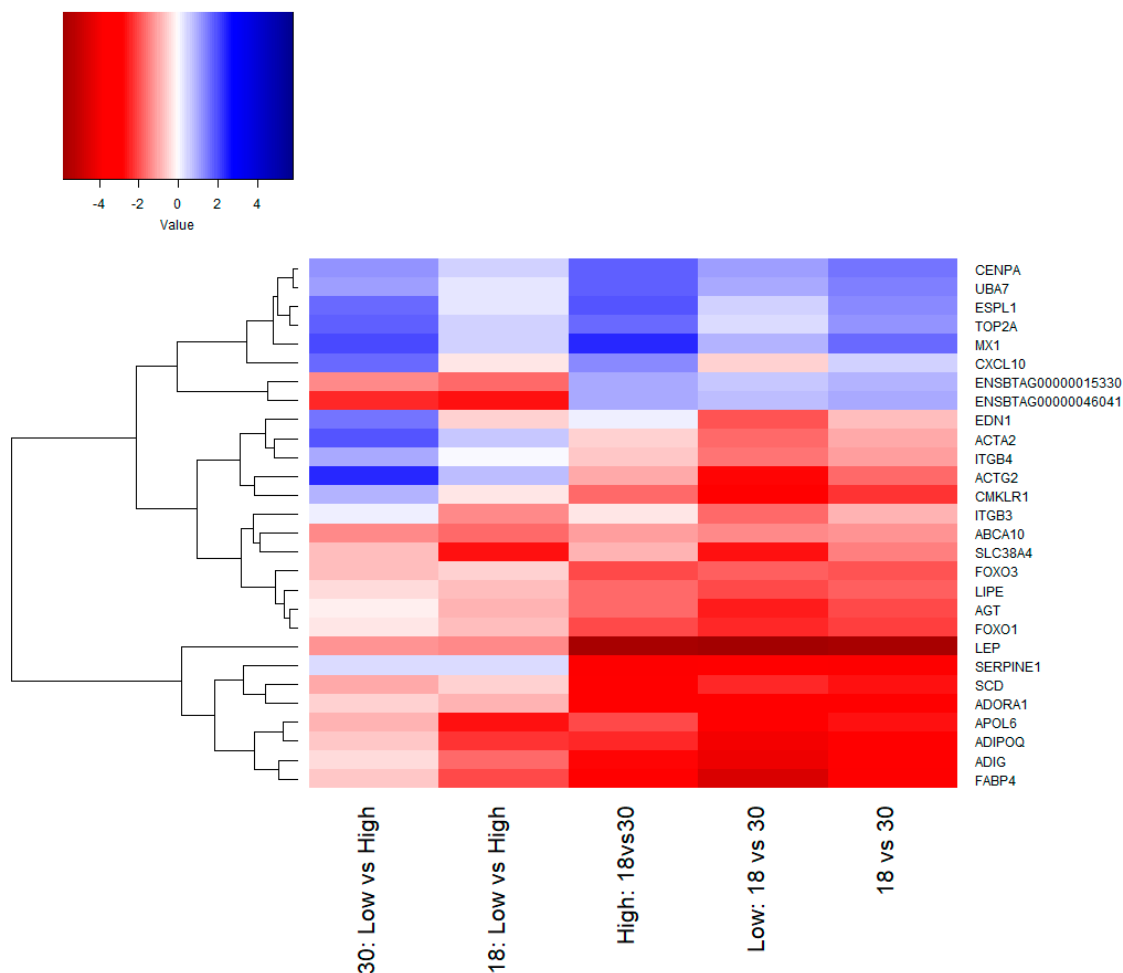 -4 -2 0 2 4
Value
CENPA
UBA7
ESPL1
TOP2A
MX1
CXCL10
ENSBTAG00000015330
ENSBTAG00000046041
EDN1
ACTA2
ITGB4
ACTG2
CMKLR1
ITGB3
ABCA10
SLC38A4
FOXO3
LIPE
AGT
FOXO1
LEP
SERPINE1
SCD
ADORA1
APOL6
ADIPOQ
ADIG
FABP4
30: Low vs High
18: Low vs High
High: 18vs30
Low: 18 vs 30
18 vs 30